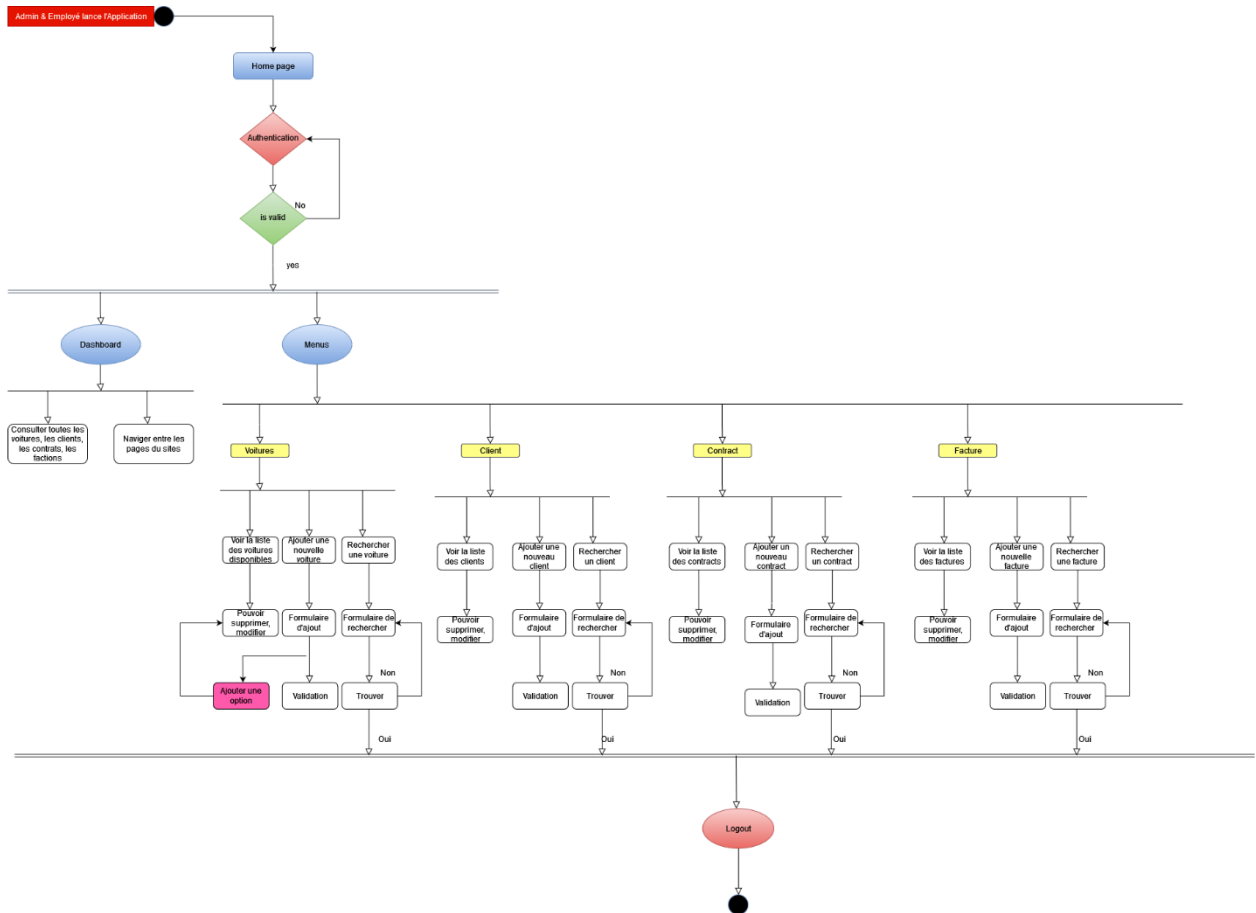 Admin & Employé lance l'Application
Home page
Authentication
No
is valid
yes
Dashboard
Menus
Consulter toutes les
voitures, les clients,
les contrats, les
factions
Naviger entre les
pages du sites
Voitures
Client
Contract
Facture
Voir la liste
des voitures
disponibles
Ajouter une
nouvelle
voiture
Rechercher
une voiture
Voir la liste
des clients
Ajouter une
nouveau
client
Rechercher
un client
Voir la liste
des contracts
Ajouter un
nouveau
contract
Rechercher
un contract
Voir la liste
des factures
Ajouter une
nouvelle
facture
Rechercher
une facture
Pouvoir
supprimer,
modifier
Formulaire
d'ajout
Formulaire de
rechercher
Pouvoir
supprimer,
modifier
Formulaire
d'ajout
Formulaire de
rechercher
Pouvoir
supprimer,
modifier
Formulaire
d'ajout
Formulaire de
rechercher
Pouvoir
supprimer,
modifier
Formulaire
d'ajout
Formulaire de
rechercher
Non
Non
Non
Non
Ajouter une
option
Validation
Trouver
Validation
Trouver
Validation
Trouver
Validation
Trouver
Oui
Oui
Oui
Oui
Logout